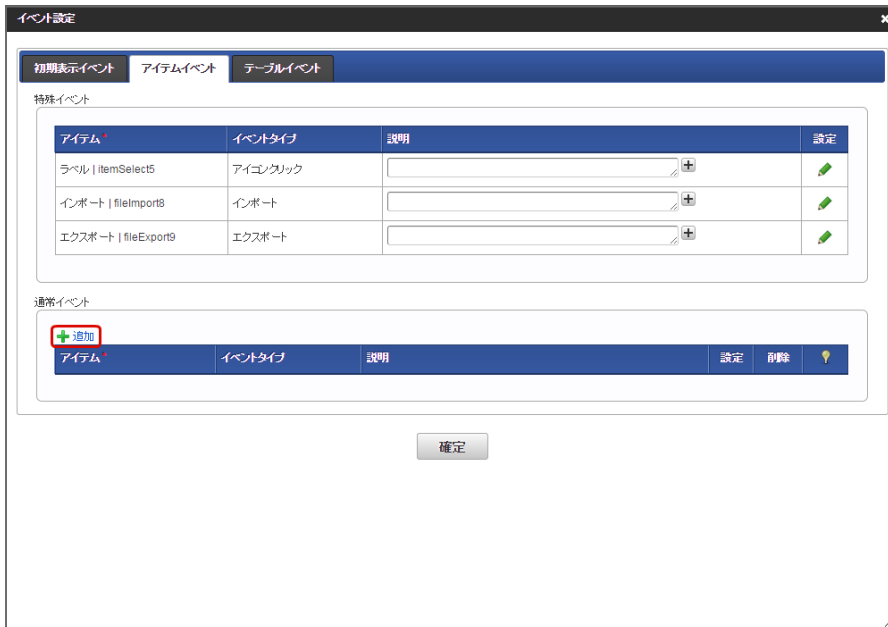 イベント設定
初期表示イベント アイテムイベント テーブルイベント
特殊イベント
アイテム* イベントタイプ 説明 設定
ラベル | itemSelect5 アイコンクリック
インポート | fileImport8 インポート
エクスポート | fileExport9 エクスポート
通常イベント
追加
アイテム* イベントタイプ 説明 設定 削除
確定